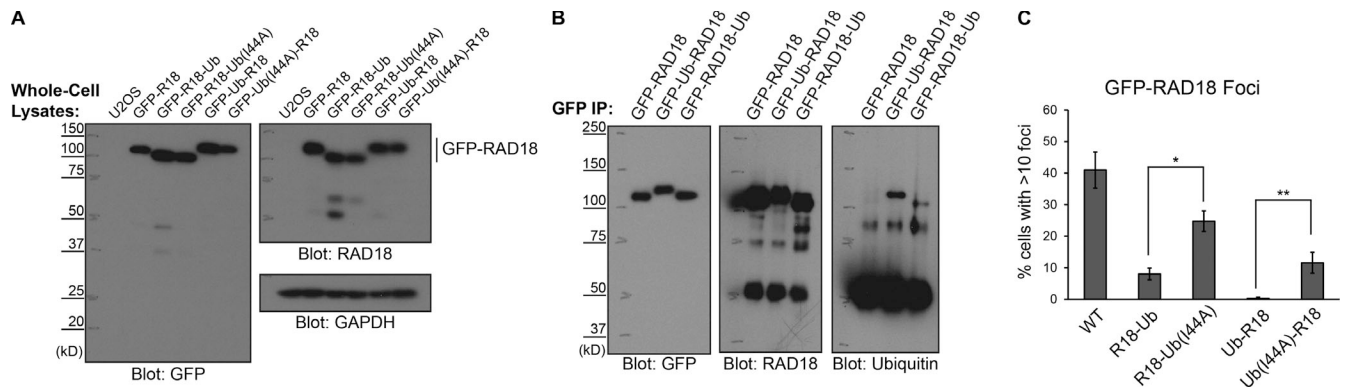 A
Whole-Cell
Lysates:
U2OS
GFP-R18
GFP-R18-Ub
GFP-R18-Ub(I44A)
GFP-Ub-R18
GFP-Ub(I44A)-R18
150
100
75
50
37
25
20
(kD)
Blot: GFP
U2OS
GFP-R18
GFP-R18-Ub
GFP-R18-Ub(I44A)
GFP-Ub-R18
GFP-Ub(I44A)-R18
GFP-RAD18
Blot: RAD18
Blot: GAPDH
B
GFP IP:
GFP-RAD18
GFP-Ub-RAD18
GFP-RAD18-Ub
GFP-RAD18
GFP-Ub-RAD18
GFP-RAD18-Ub
GFP-RAD18
GFP-Ub-RAD18
GFP-RAD18-Ub
250
150
100
75
50
37
(kD)
Blot: GFP
Blot: RAD18
Blot: Ubiquitin
C
GFP-RAD18 Foci
% cells with >10 foci
60
50
40
30
20
10
0
*
**
WT
R18-Ub
R18-Ub(I44A)
Ub-R18
Ub(I44A)-R18